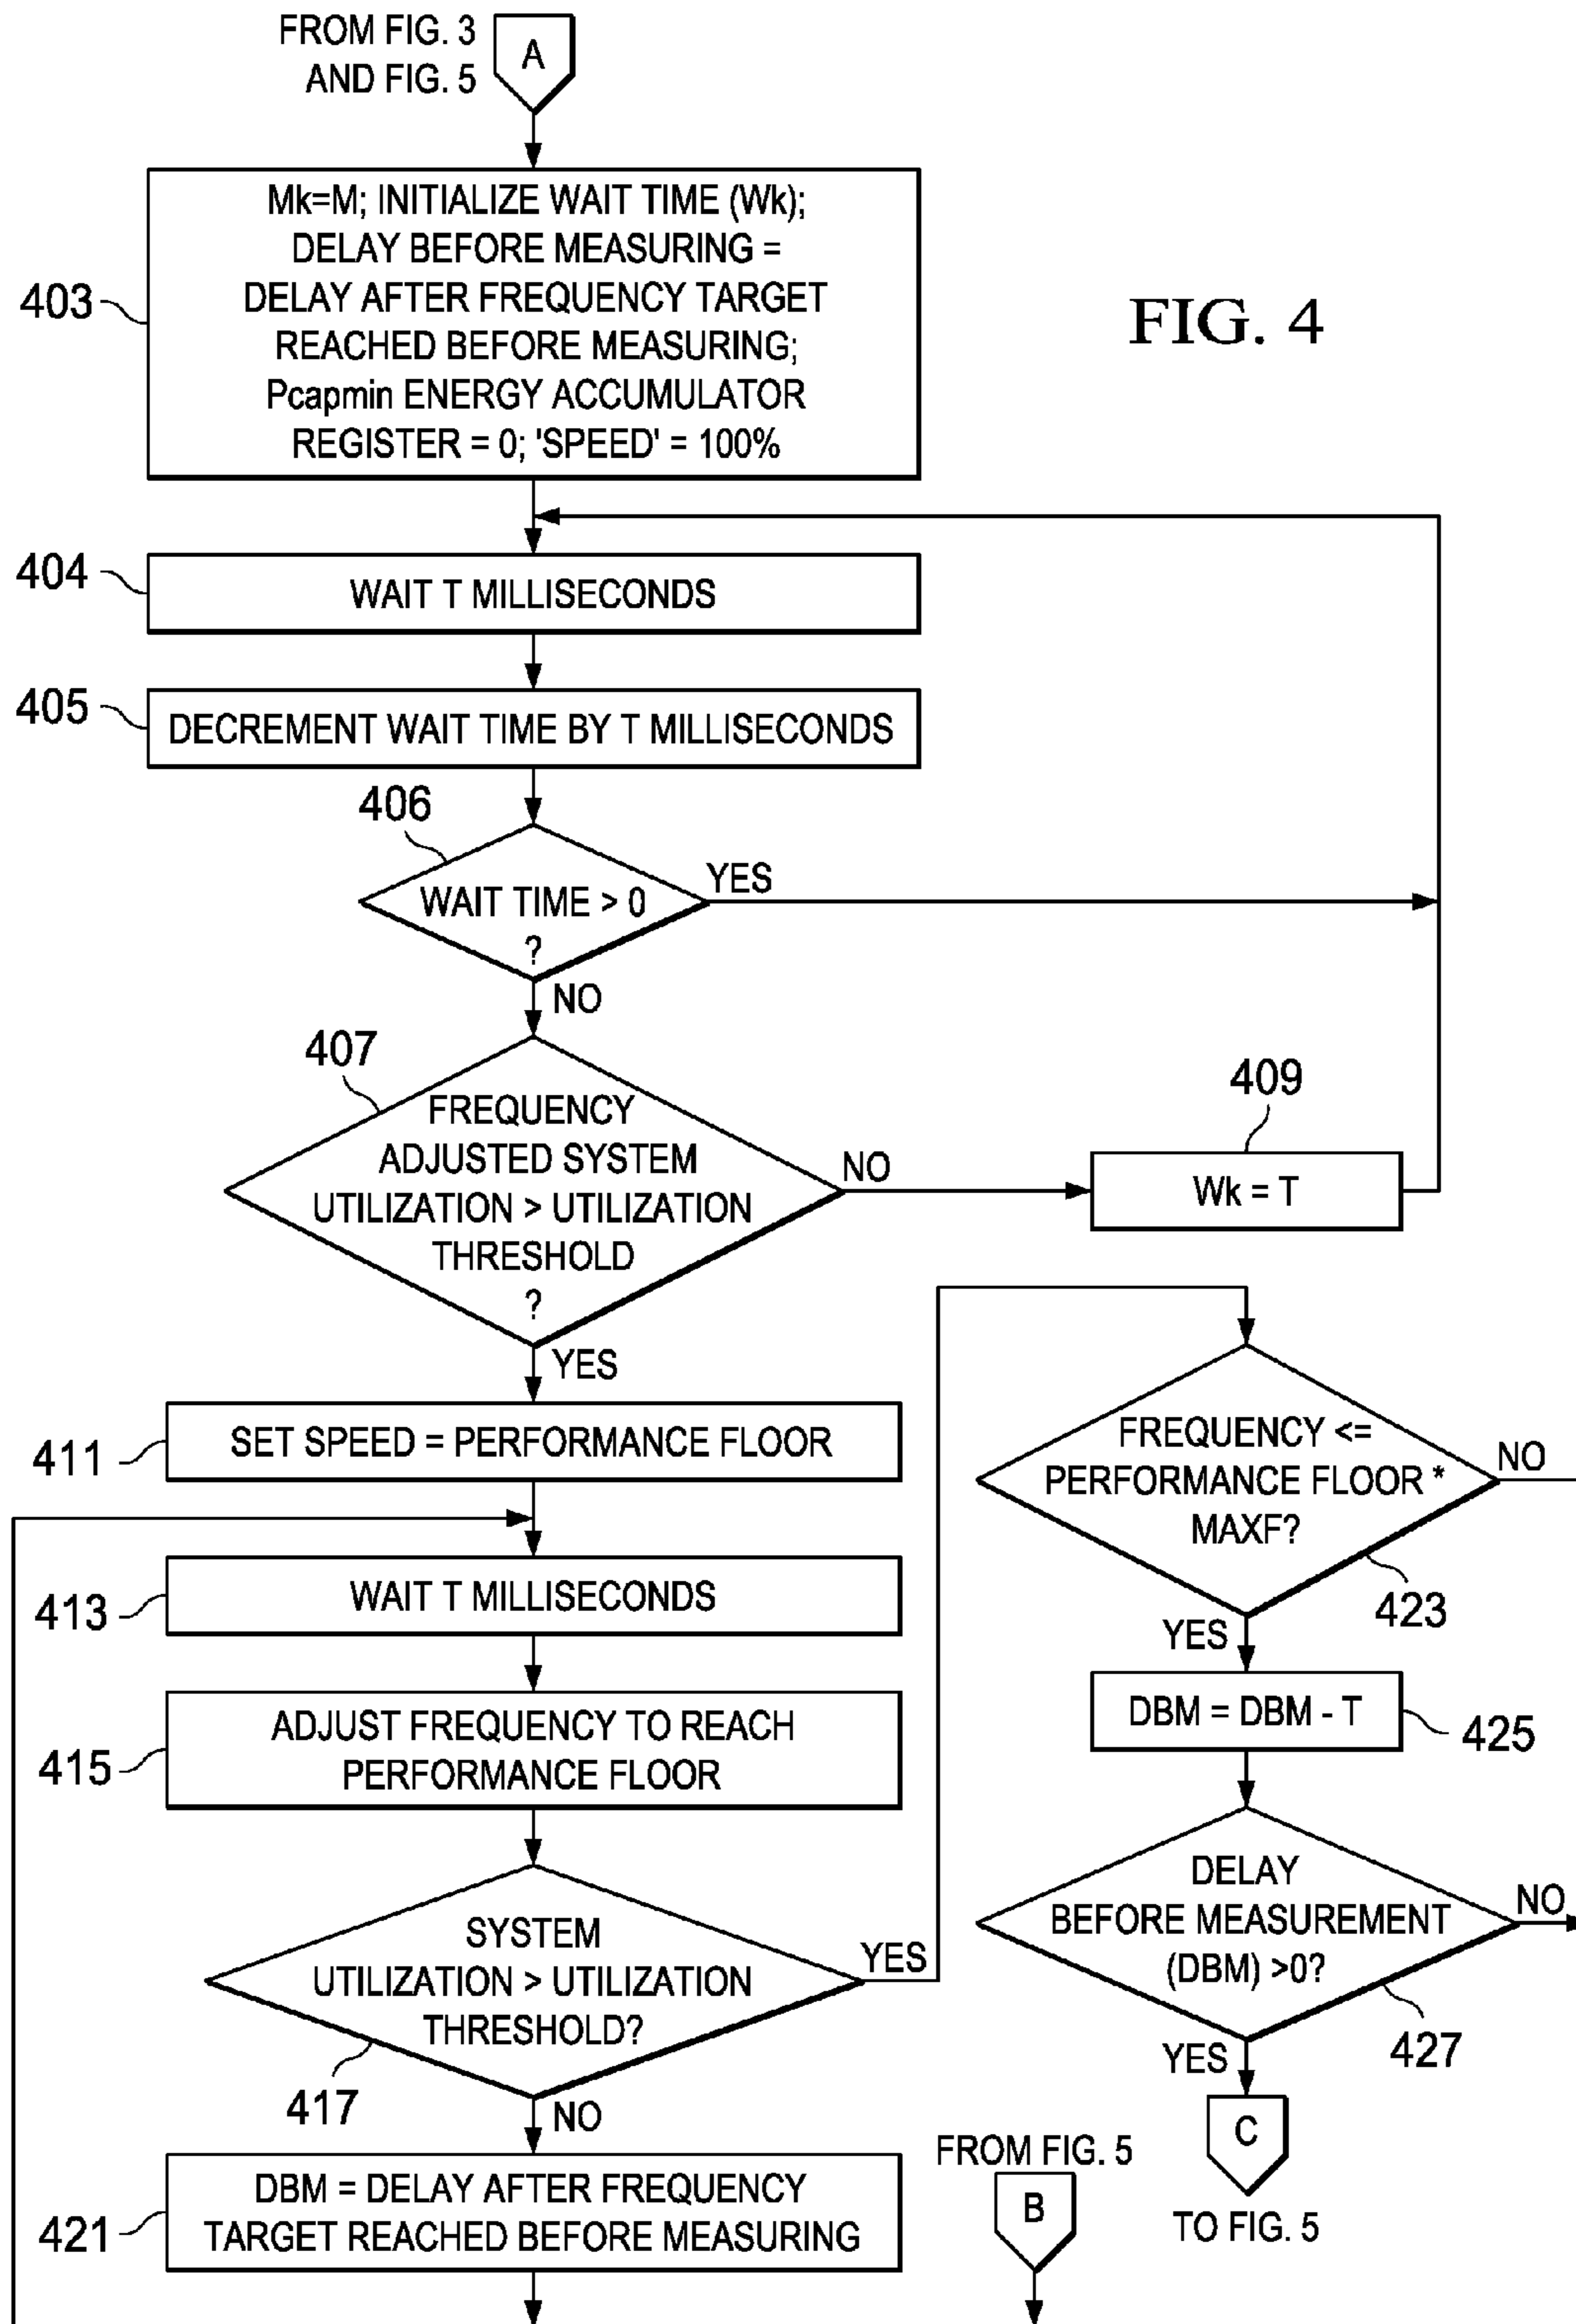 FROM FIG. 3
AND FIG. 5
A
403
Mk=M; INITIALIZE WAIT TIME (Wk);
DELAY BEFORE MEASURING =
DELAY AFTER FREQUENCY TARGET
REACHED BEFORE MEASURING;
Pcapmin ENERGY ACCUMULATOR
REGISTER = 0; 'SPEED' = 100%
FIG. 4
404
WAIT T MILLISECONDS
405
DECREMENT WAIT TIME BY T MILLISECONDS
406
WAIT TIME > 0
?
YES
NO
407
FREQUENCY
ADJUSTED SYSTEM
UTILIZATION > UTILIZATION
THRESHOLD
?
NO
409
Wk = T
YES
411
SET SPEED = PERFORMANCE FLOOR
413
WAIT T MILLISECONDS
415
ADJUST FREQUENCY TO REACH
PERFORMANCE FLOOR
SYSTEM
UTILIZATION > UTILIZATION
THRESHOLD?
YES
417
NO
421
DBM = DELAY AFTER FREQUENCY
TARGET REACHED BEFORE MEASURING
FREQUENCY <=
PERFORMANCE FLOOR *
MAXF?
NO
423
YES
DBM = DBM - T
425
DELAY
BEFORE MEASUREMENT
(DBM) >0?
NO
427
YES
C
TO FIG. 5
FROM FIG. 5
B